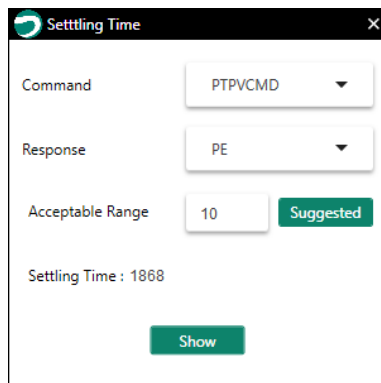 Setttling Time
Command PTPVCMD
Response PE
Acceptable Range 10 Suggested
Settling Time : 1868
Show